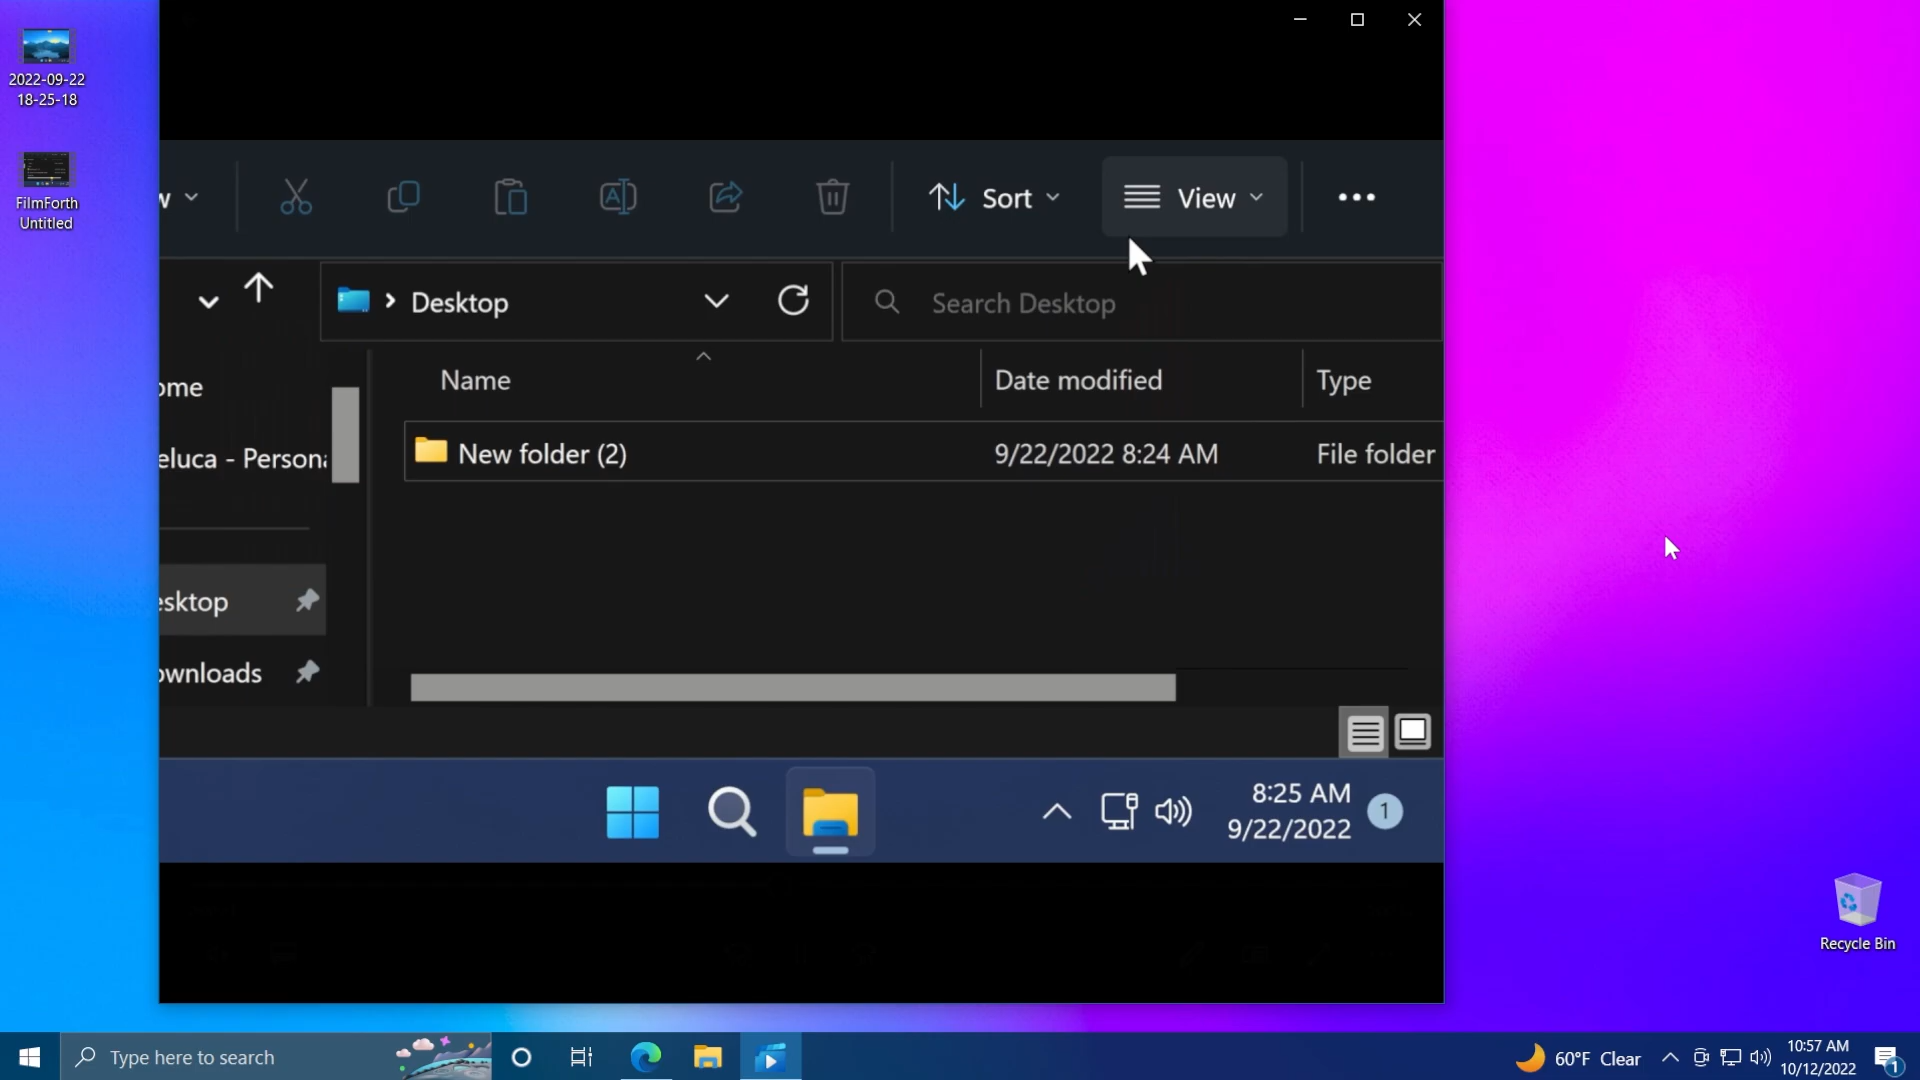 2022-09-22
18-25-18
FilmForth
Untitled
w
Sort
View
Desktop
Search Desktop
Name
Date modified
Type
New folder (2)
9/22/2022 8:24 AM
File folder
ome
eluca - Persona
esktop
ownloads
8:25 AM
9/22/2022
1
Recycle Bin
Type here to search
60°F Clear
10:57 AM
10/12/2022
1